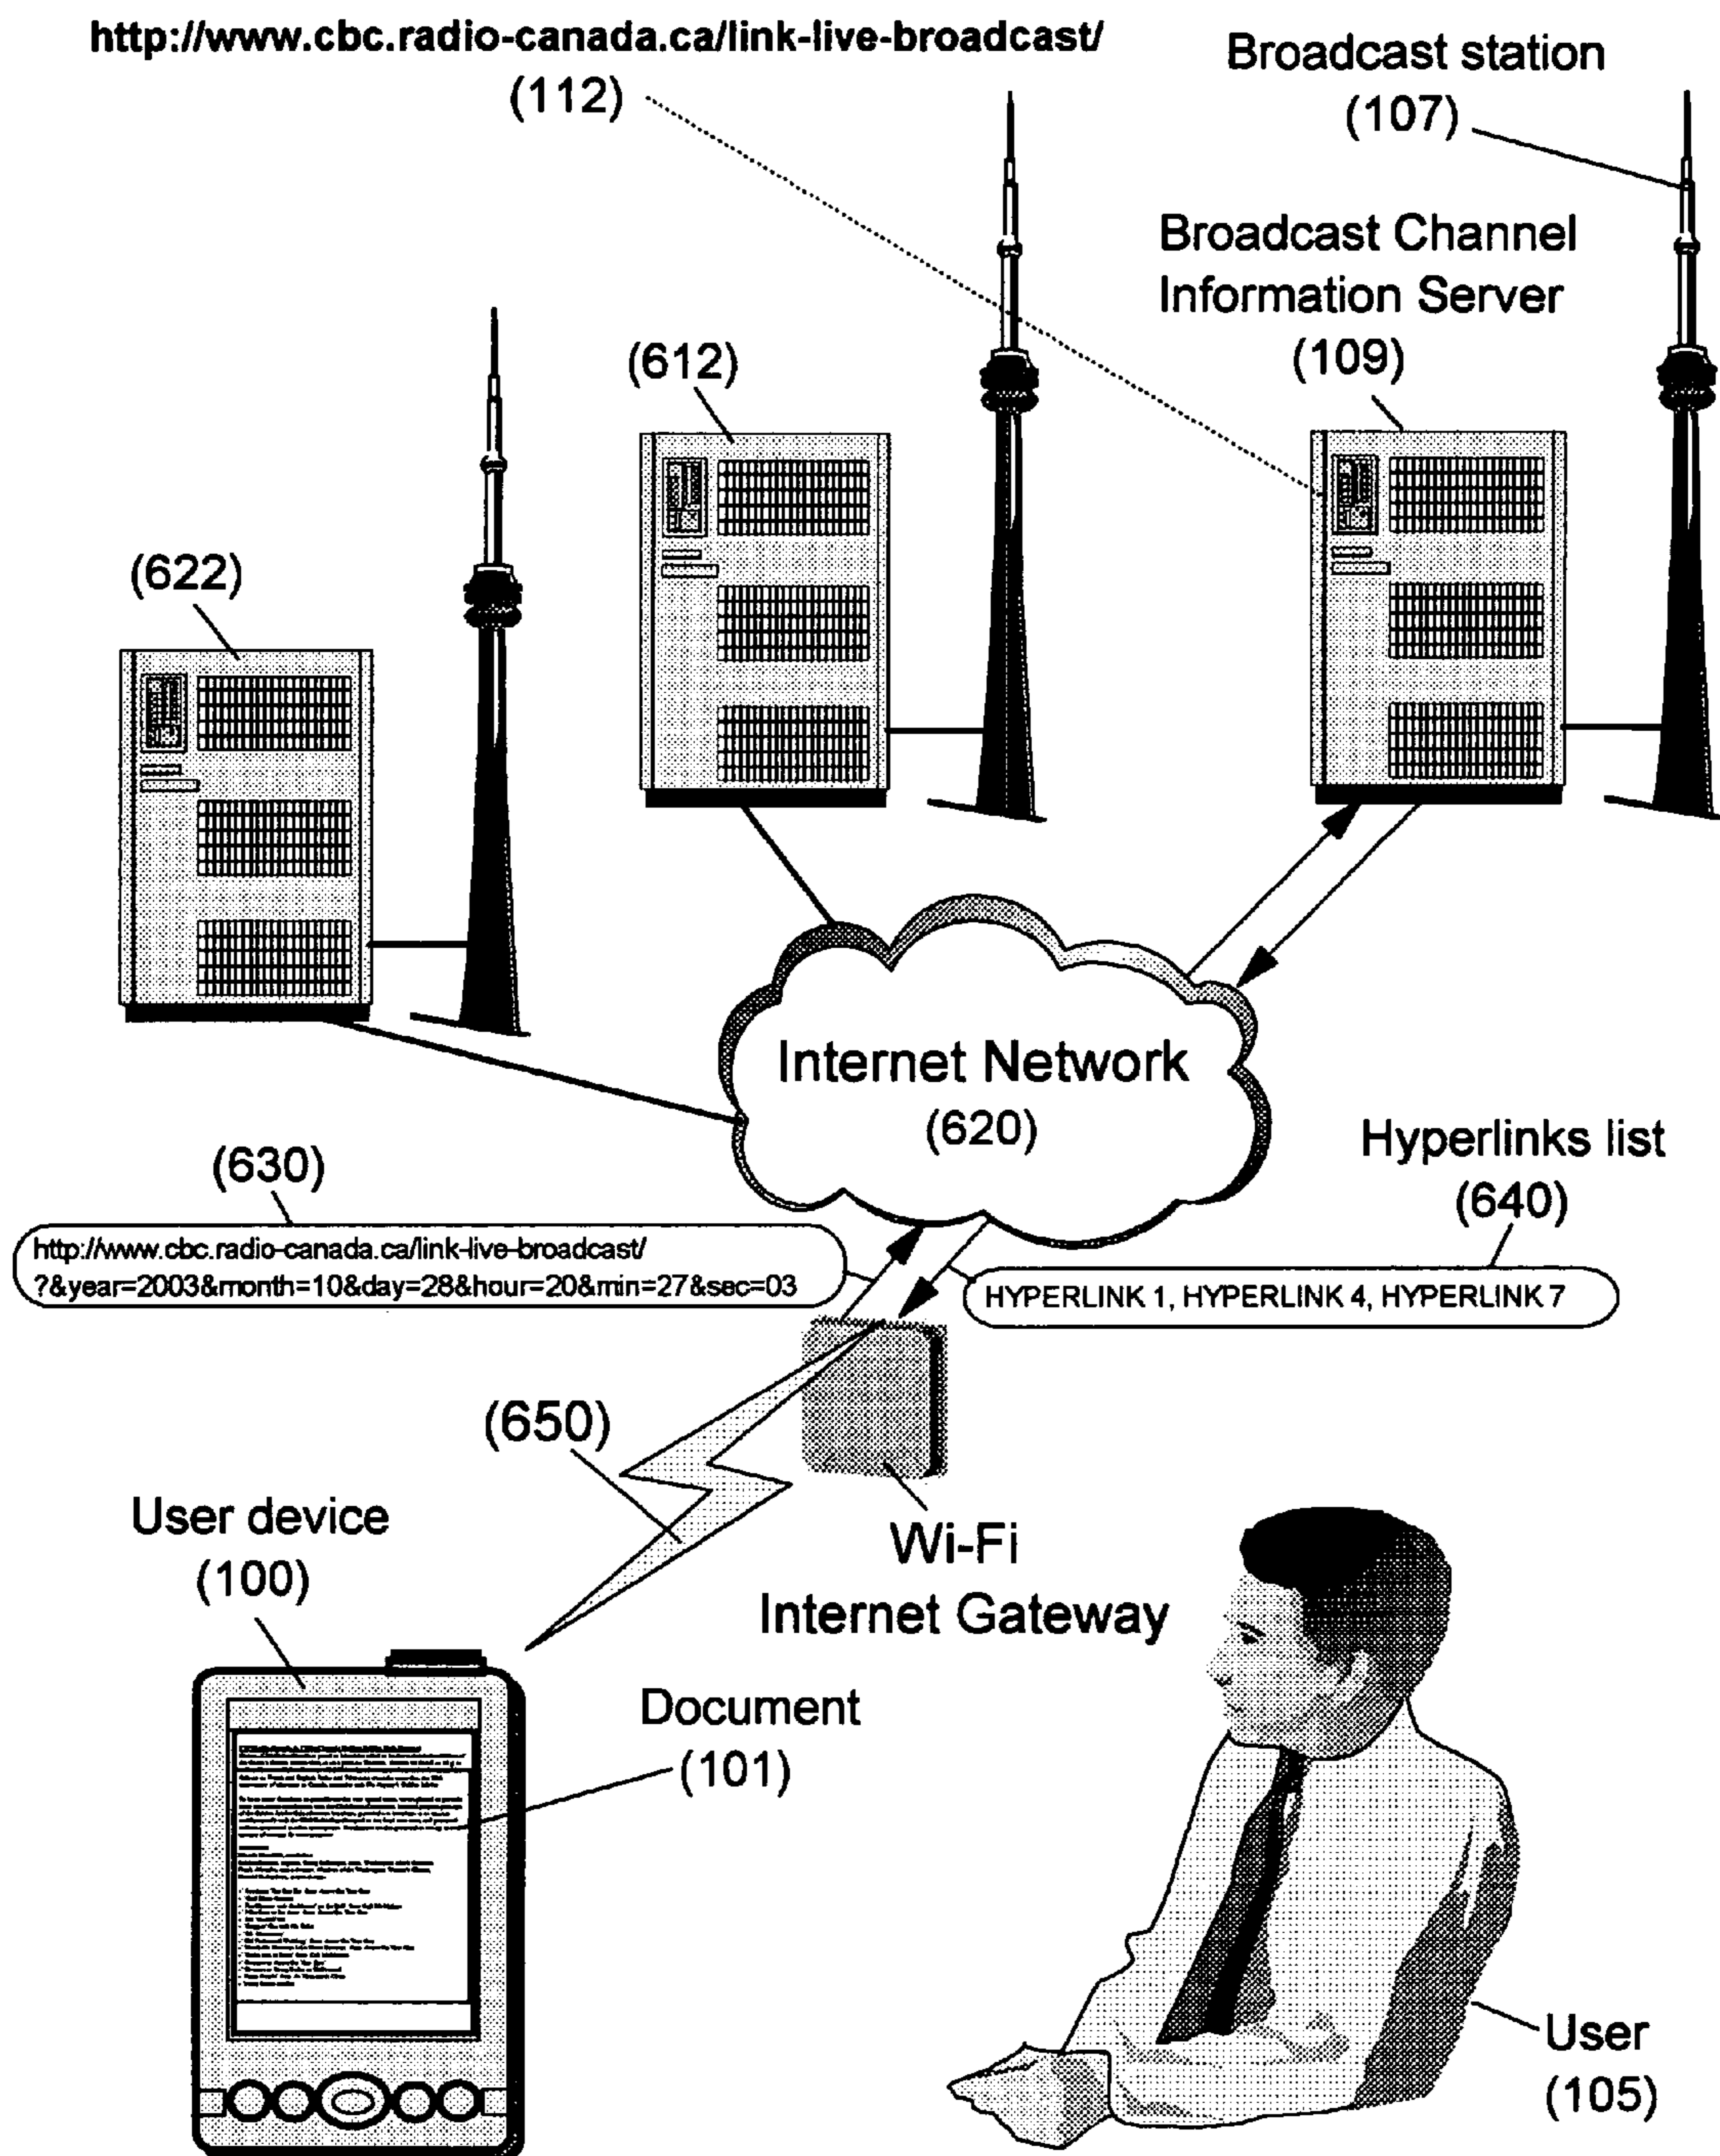 http://www.cbc.radio-canada.ca/link-live-broadcast/
(112)
Broadcast station
(107)
Broadcast Channel
Information Server
(109)
(612)
(622)
Internet Network
(620)
(630)
http://www.cbc.radio-canada.ca/link-live-broadcast/
?&year=2003&month=10&day=28&hour=20&min=27&sec=03
Hyperlinks list
(640)
HYPERLINK 1, HYPERLINK 4, HYPERLINK 7
(650)
Wi-Fi
Internet Gateway
User device
(100)
Document
(101)
User
(105)